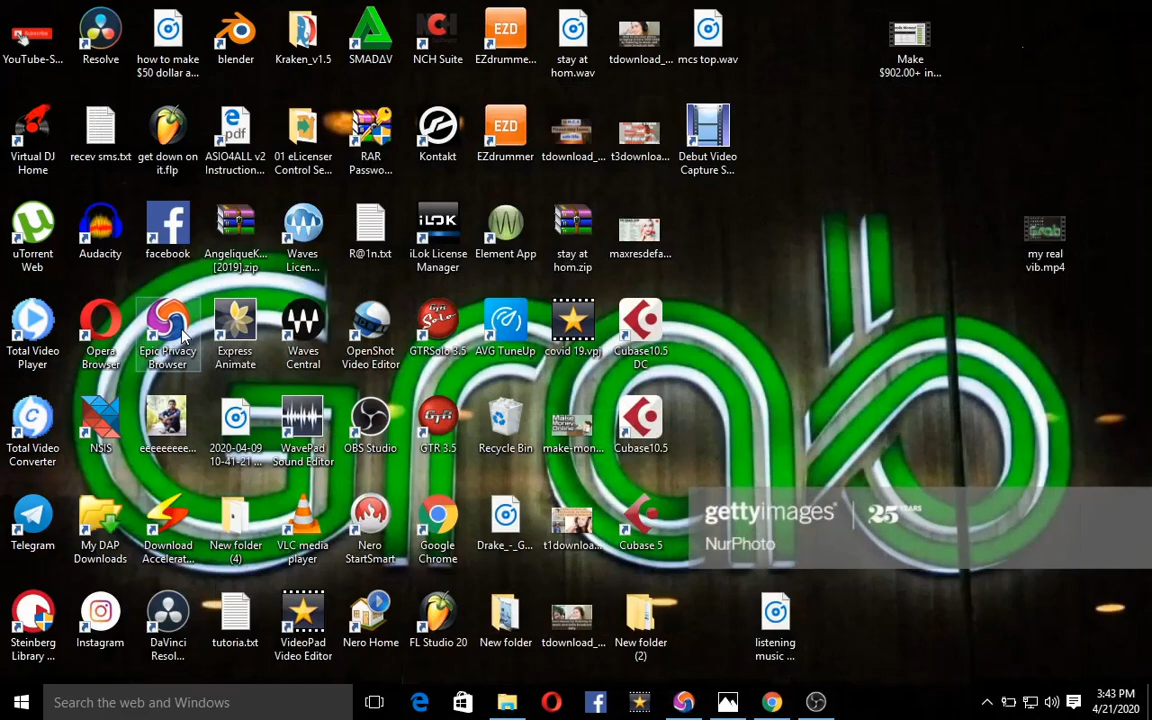 YouTube-S...
Resolve
how to make
$50 dollar a...
blender
Kraken_v1.5
SMADΔV
NCH Suite
EZdrumme...
stay at
hom.wav
tdownload_...
mcs top.wav
Make
$902.00+ in...
Virtual DJ
Home
recev sms.txt
get down on
it.flp
ASIO4ALL v2
Instruction...
01 eLicenser
Control Se...
RAR
Passwo...
Kontakt
EZdrummer
tdownload_...
t3downloa...
Debut Video
Capture S...
uTorrent
Web
Audacity
facebook
AngeliqueK...
[2019].zip
Waves
Licen...
R@1n.txt
iLok License
Manager
Element App
stay at
hom.zip
maxresdefa...
my real
vib.mp4
Total Video
Player
Opera
Browser
Epic Privacy
Browser
Express
Animate
Waves
Central
OpenShot
Video Editor
GTRSolo 3.5
AVG TuneUp
covid 19.vpj
Cubase10.5
DC
Total Video
Converter
NSIS
eeeeeeeee...
2020-04-09
10-41-21 ...
WavePad
Sound Editor
OBS Studio
GTR 3.5
Recycle Bin
make-mon...
Cubase10.5
Telegram
My DAP
Downloads
Download
Accelerat...
New folder
(4)
VLC media
player
Nero
StartSmart
Google
Chrome
Drake_-_G...
t1downloa...
Cubase 5
Steinberg
Library ...
Instagram
DaVinci
Resol...
tutoria.txt
VideoPad
Video Editor
Nero Home
FL Studio 20
New folder
tdownload_...
New folder
(2)
listening
music ...
Grab
gettyimages®
25 YEARS
NurPhoto
Search the web and Windows
3:43 PM
4/21/2020